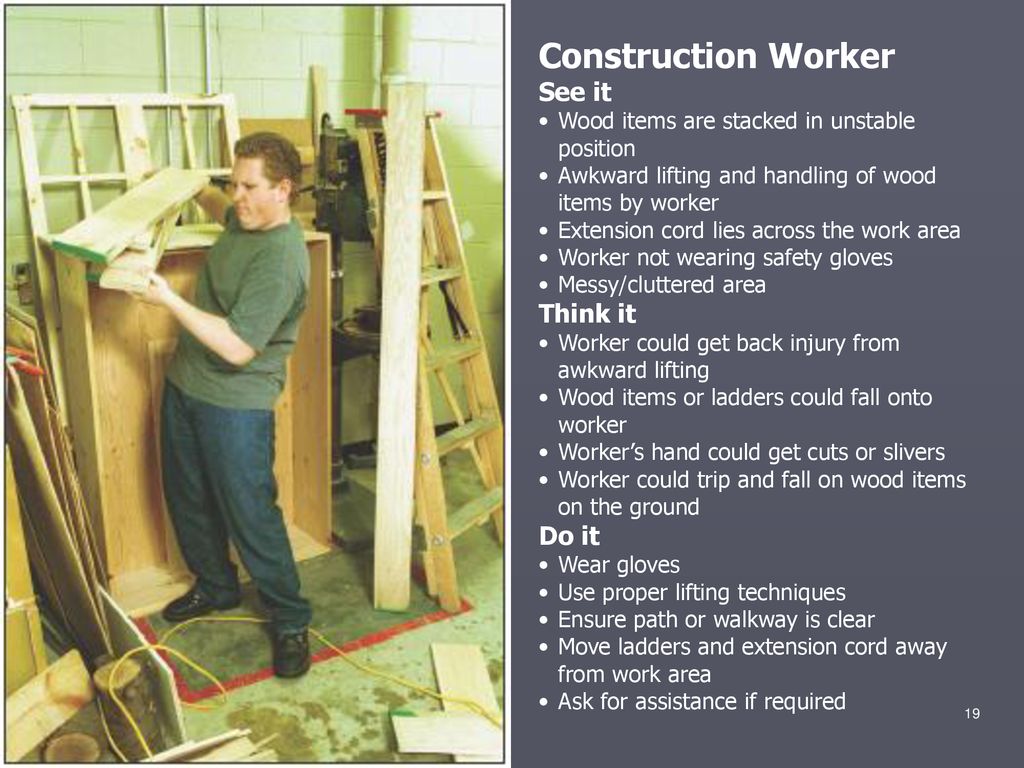 Construction Worker
See it
• Wood items are stacked in unstable
position
• Awkward lifting and handling of wood
items by worker
• Extension cord lies across the work area
• Worker not wearing safety gloves
• Messy/cluttered area
Think it
• Worker could get back injury from
awkward lifting
• Wood items or ladders could fall onto
worker
• Worker’s hand could get cuts or slivers
• Worker could trip and fall on wood items
on the ground
Do it
• Wear gloves
• Use proper lifting techniques
• Ensure path or walkway is clear
• Move ladders and extension cord away
from work area
• Ask for assistance if required
19